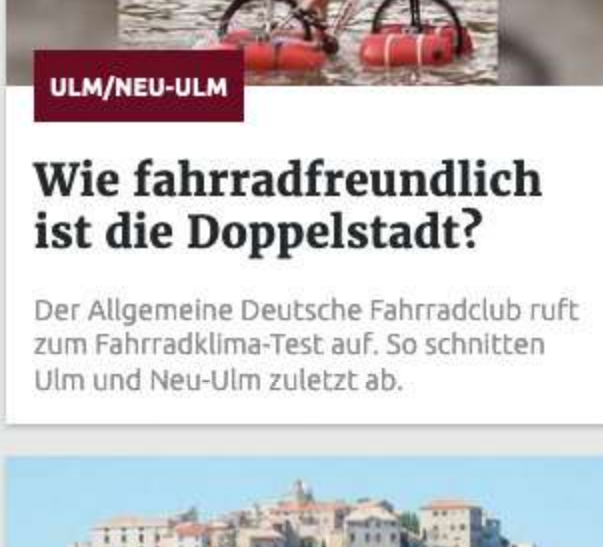 ULM/NEU-ULM
Wie fahrradfreundlich
ist die Doppelstadt?
Der Allgemeine Deutsche Fahrradclub ruft
zum Fahrradklima-Test auf. So schnitten
Ulm und Neu-Ulm zuletzt ab.